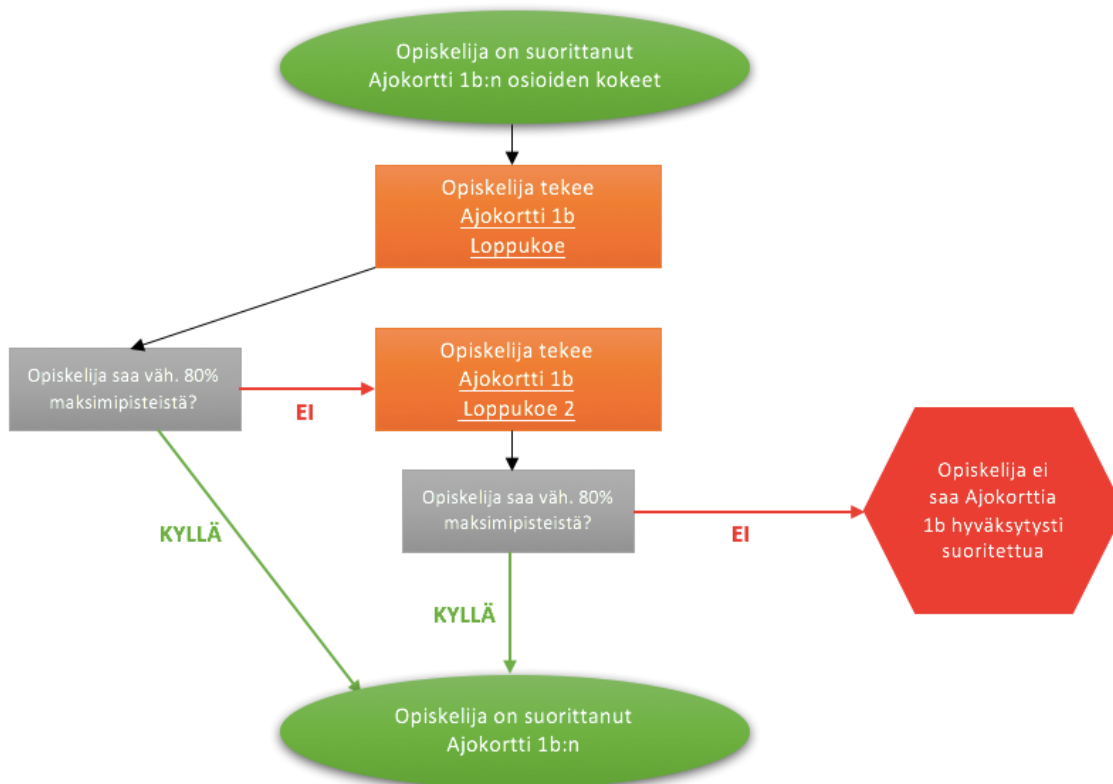 Opiskelija on suorittanut
Ajokortti 1b:n osioiden kokeet
Opiskelija tekee
Ajokortti 1b
Loppukoe
Opiskelija saa väh. 80%
maksimipisteistä?
EI
Opiskelija tekee
Ajokortti 1b
Loppukoe 2
KYLLÄ
Opiskelija saa väh. 80%
maksimipisteistä?
EI
Opiskelija ei
saa Ajokorttia
1b hyväksytysti
suoritettua
KYLLÄ
Opiskelija on suorittanut
Ajokortti 1b:n